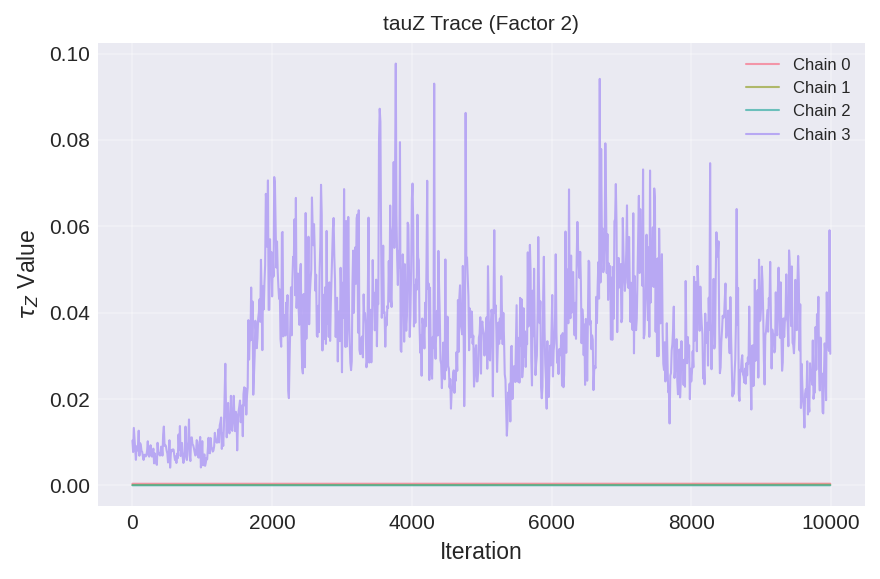 tauZ Trace (Factor 2)
0.10
0.08
0.06
0.04
0.02
0.00
τZ Value
Chain 0
Chain 1
Chain 2
Chain 3
0 2000 4000 6000 8000 10000
Iteration